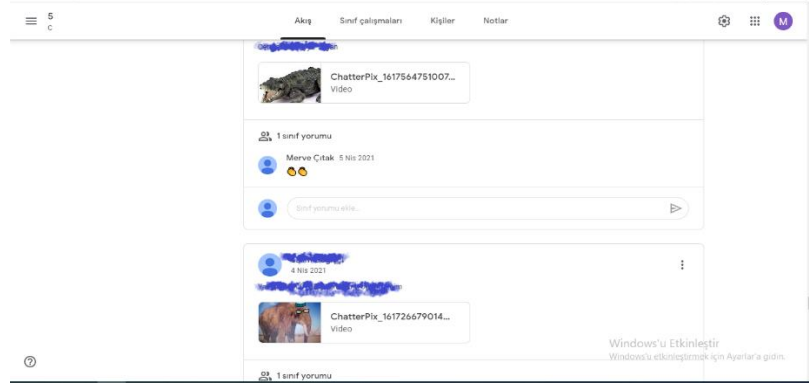 5
C
Akış Sınıf çalışmaları Kişiler Notlar
M
ChatterPix_1617564751007...
Video
1 sınıf yorumu
Merve Çıtak 5 Nis 2021
Sınıf yorumu ekle...
4 Nis 2021
ChatterPix_161726679014...
Video
1 sınıf yorumu
Windows'u Etkinleştir
Windows'u etkinleştirmek için Ayarlar'a gidin.